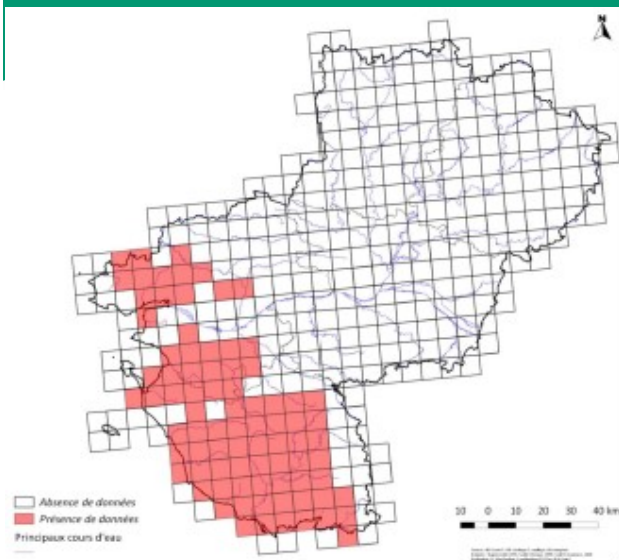 N
Absence de données
Présence de données
Principaux cours d'eau
10 0 10 20 30 40 km